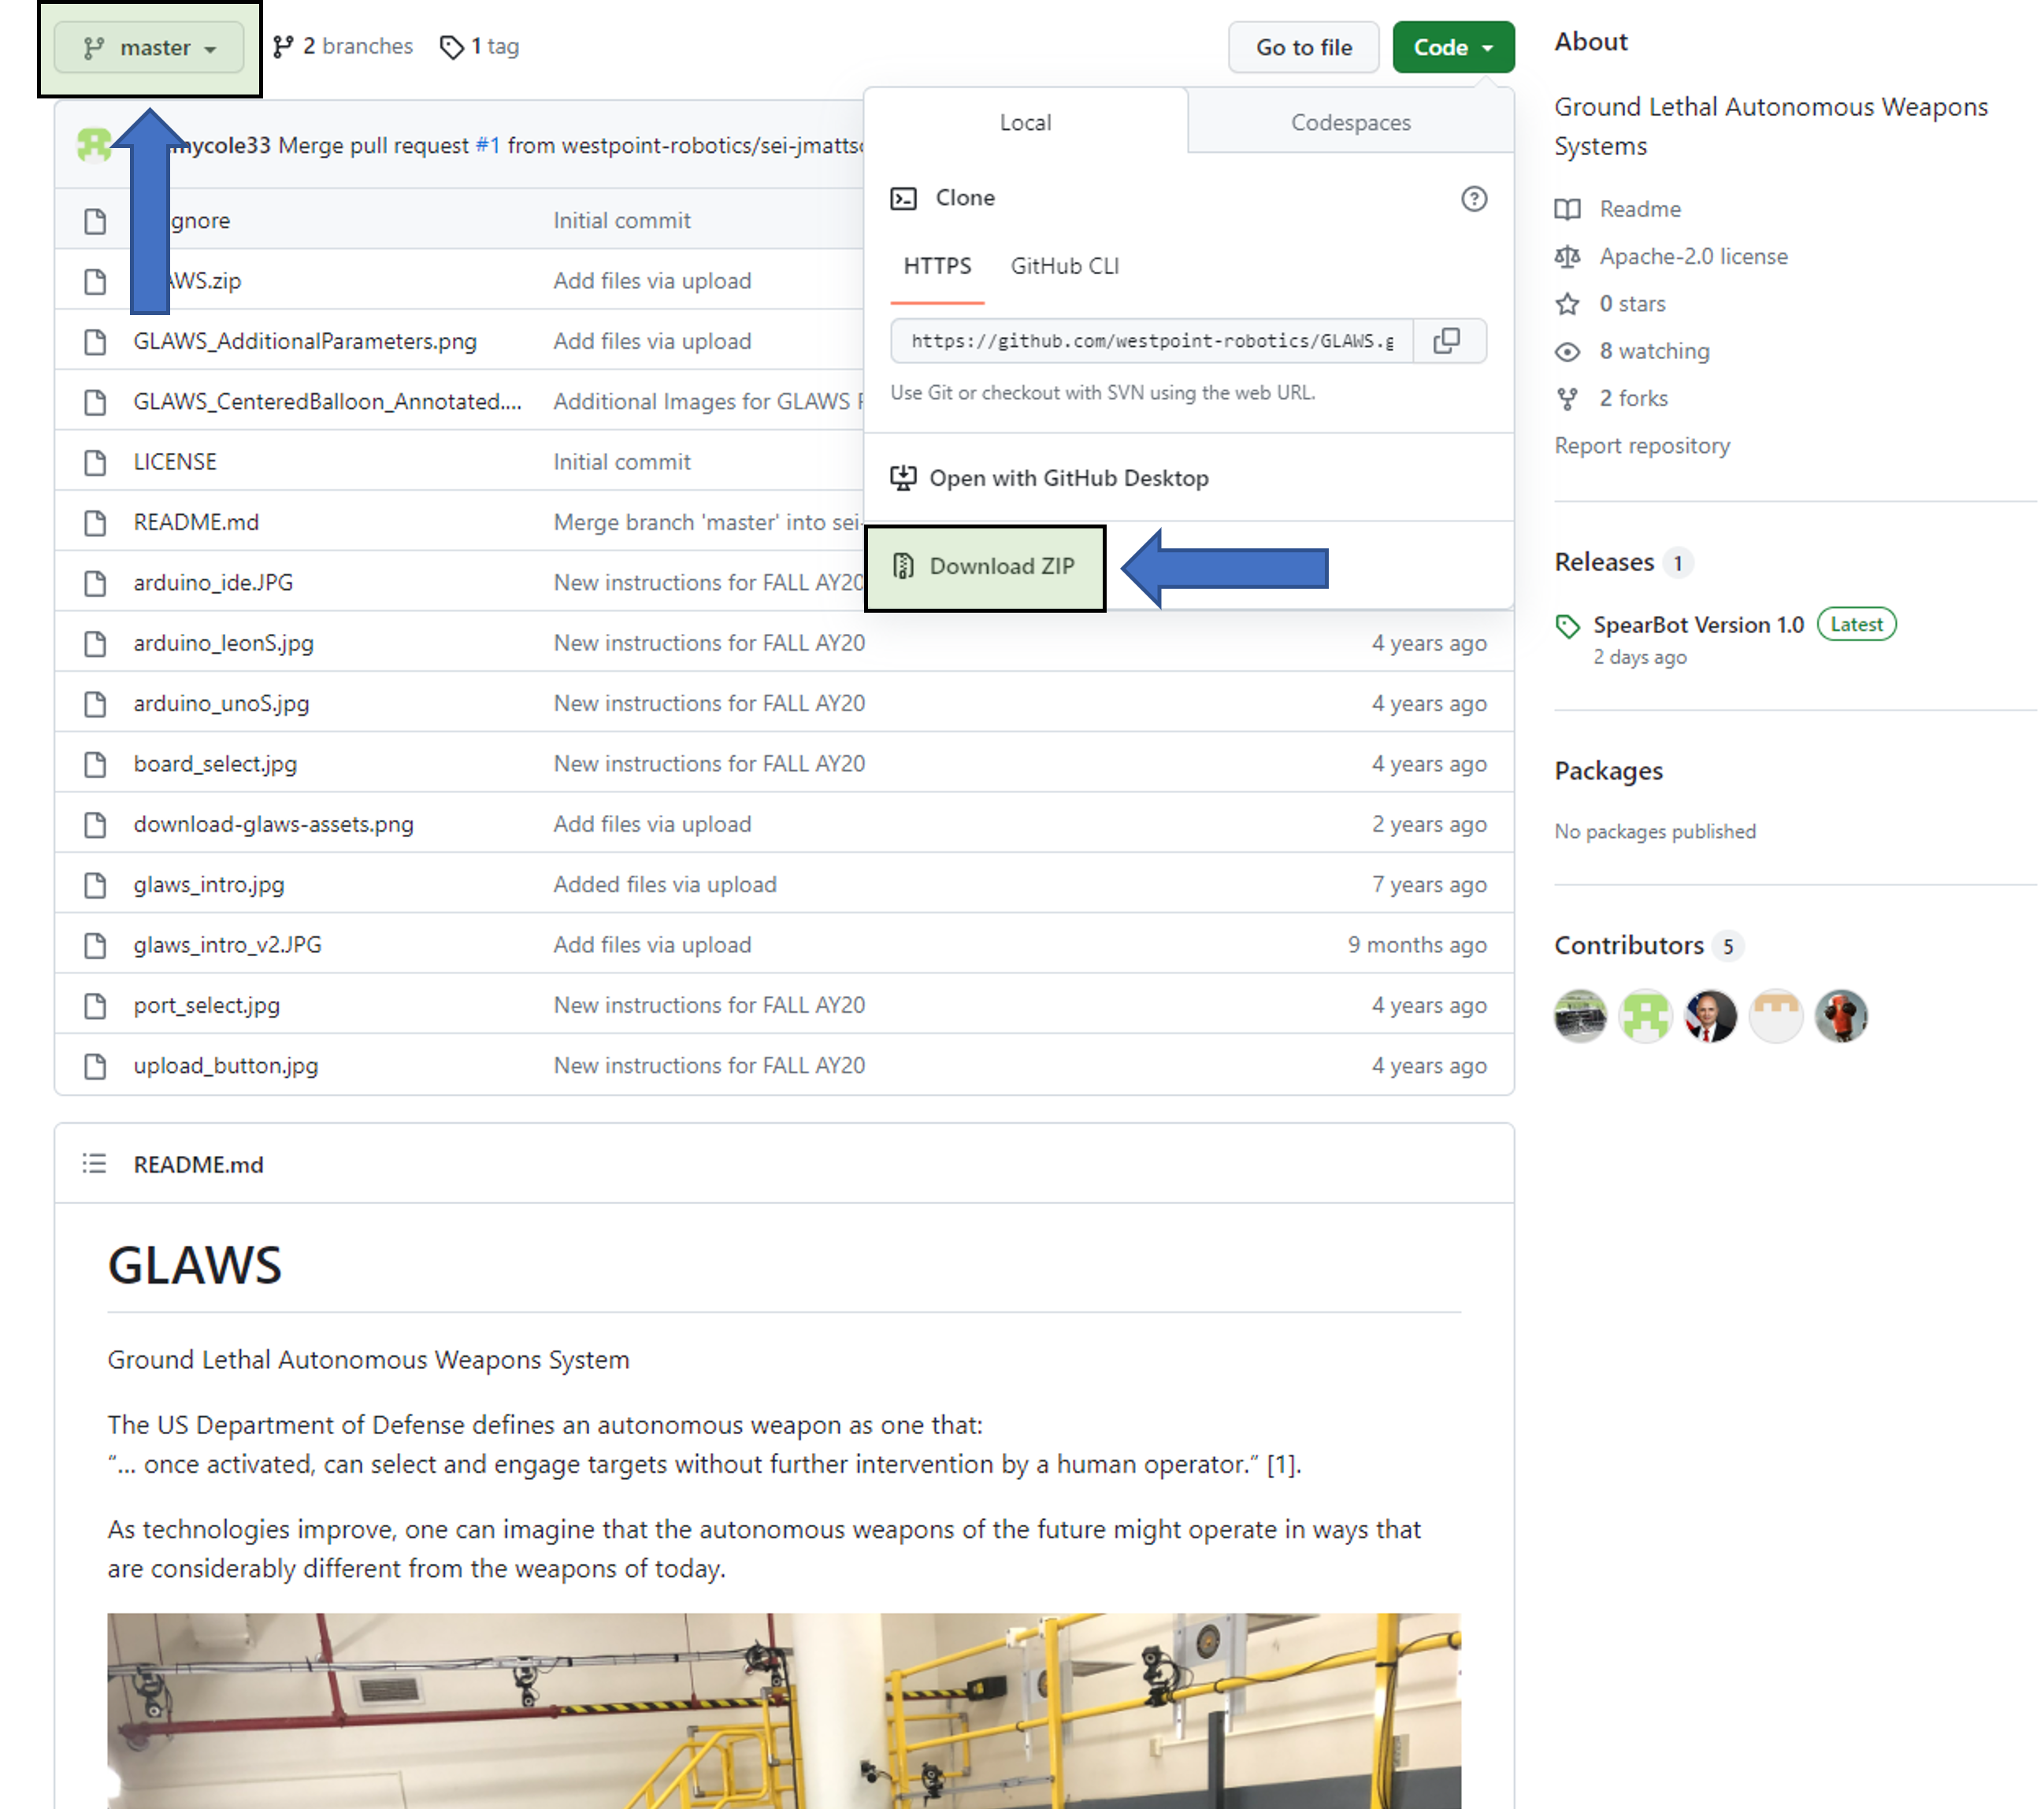 master
2 branches
1 tag
Go to file
Code
mycole33 Merge pull request #1 from westpoint-robotics/sei-jmatts
gnore
Initial commit
AWS.zip
Add files via upload
GLAWS_AdditionalParameters.png
Add files via upload
GLAWS_CenteredBalloon_Annotated....
Additional Images for GLAWS
LICENSE
Initial commit
README.md
Merge branch 'master' into sei-
arduino_ide.JPG
New instructions for FALL AY20
arduino_leonS.jpg
New instructions for FALL AY20
4 years ago
arduino_unoS.jpg
New instructions for FALL AY20
4 years ago
board_select.jpg
New instructions for FALL AY20
4 years ago
download-glaws-assets.png
Add files via upload
2 years ago
glaws_intro.jpg
Added files via upload
7 years ago
glaws_intro_v2.JPG
Add files via upload
9 months ago
port_select.jpg
New instructions for FALL AY20
4 years ago
upload_button.jpg
New instructions for FALL AY20
4 years ago
Local
Codespaces
Clone
HTTPS
GitHub CLI
https://github.com/westpoint-robotics/GLAWS.g
Use Git or checkout with SVN using the web URL.
Open with GitHub Desktop
Download ZIP
About
Ground Lethal Autonomous Weapons
Systems
Readme
Apache-2.0 license
0 stars
8 watching
2 forks
Report repository
Releases 1
SpearBot Version 1.0 Latest
2 days ago
Packages
No packages published
Contributors 5
README.md
GLAWS
Ground Lethal Autonomous Weapons System
The US Department of Defense defines an autonomous weapon as one that:
“... once activated, can select and engage targets without further intervention by a human operator.” [1].
As technologies improve, one can imagine that the autonomous weapons of the future might operate in ways that
are considerably different from the weapons of today.